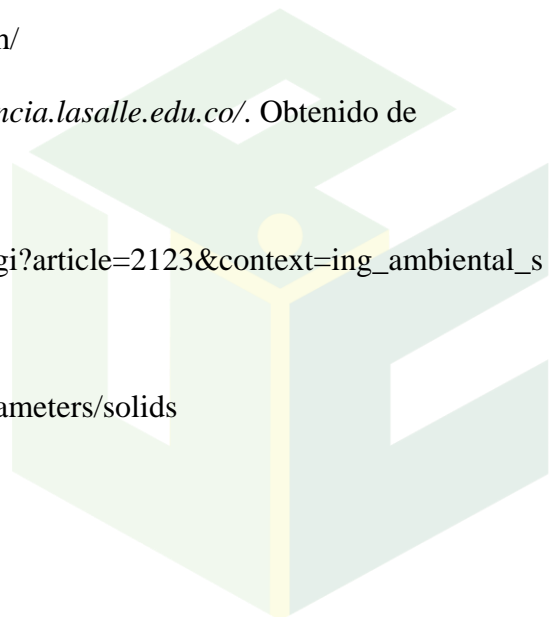 n/
ncia.lasalle.edu.co/. Obtenido de
gi?article=2123&context=ing_ambiental_s
ameters/solids